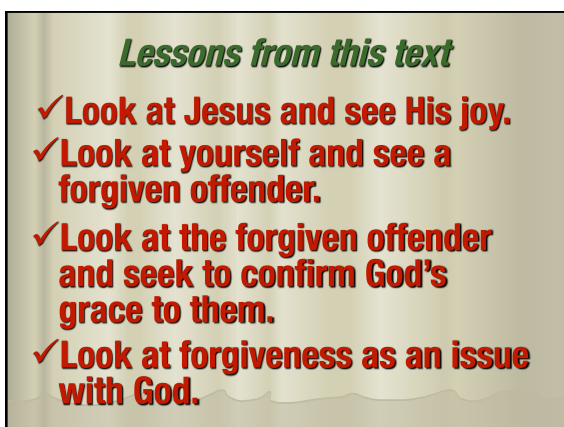 Lessons from this text
✓Look at Jesus and see His joy.
✓Look at yourself and see a
forgiven offender.
✓Look at the forgiven offender
and seek to confirm God’s
grace to them.
✓Look at forgiveness as an issue
with God.